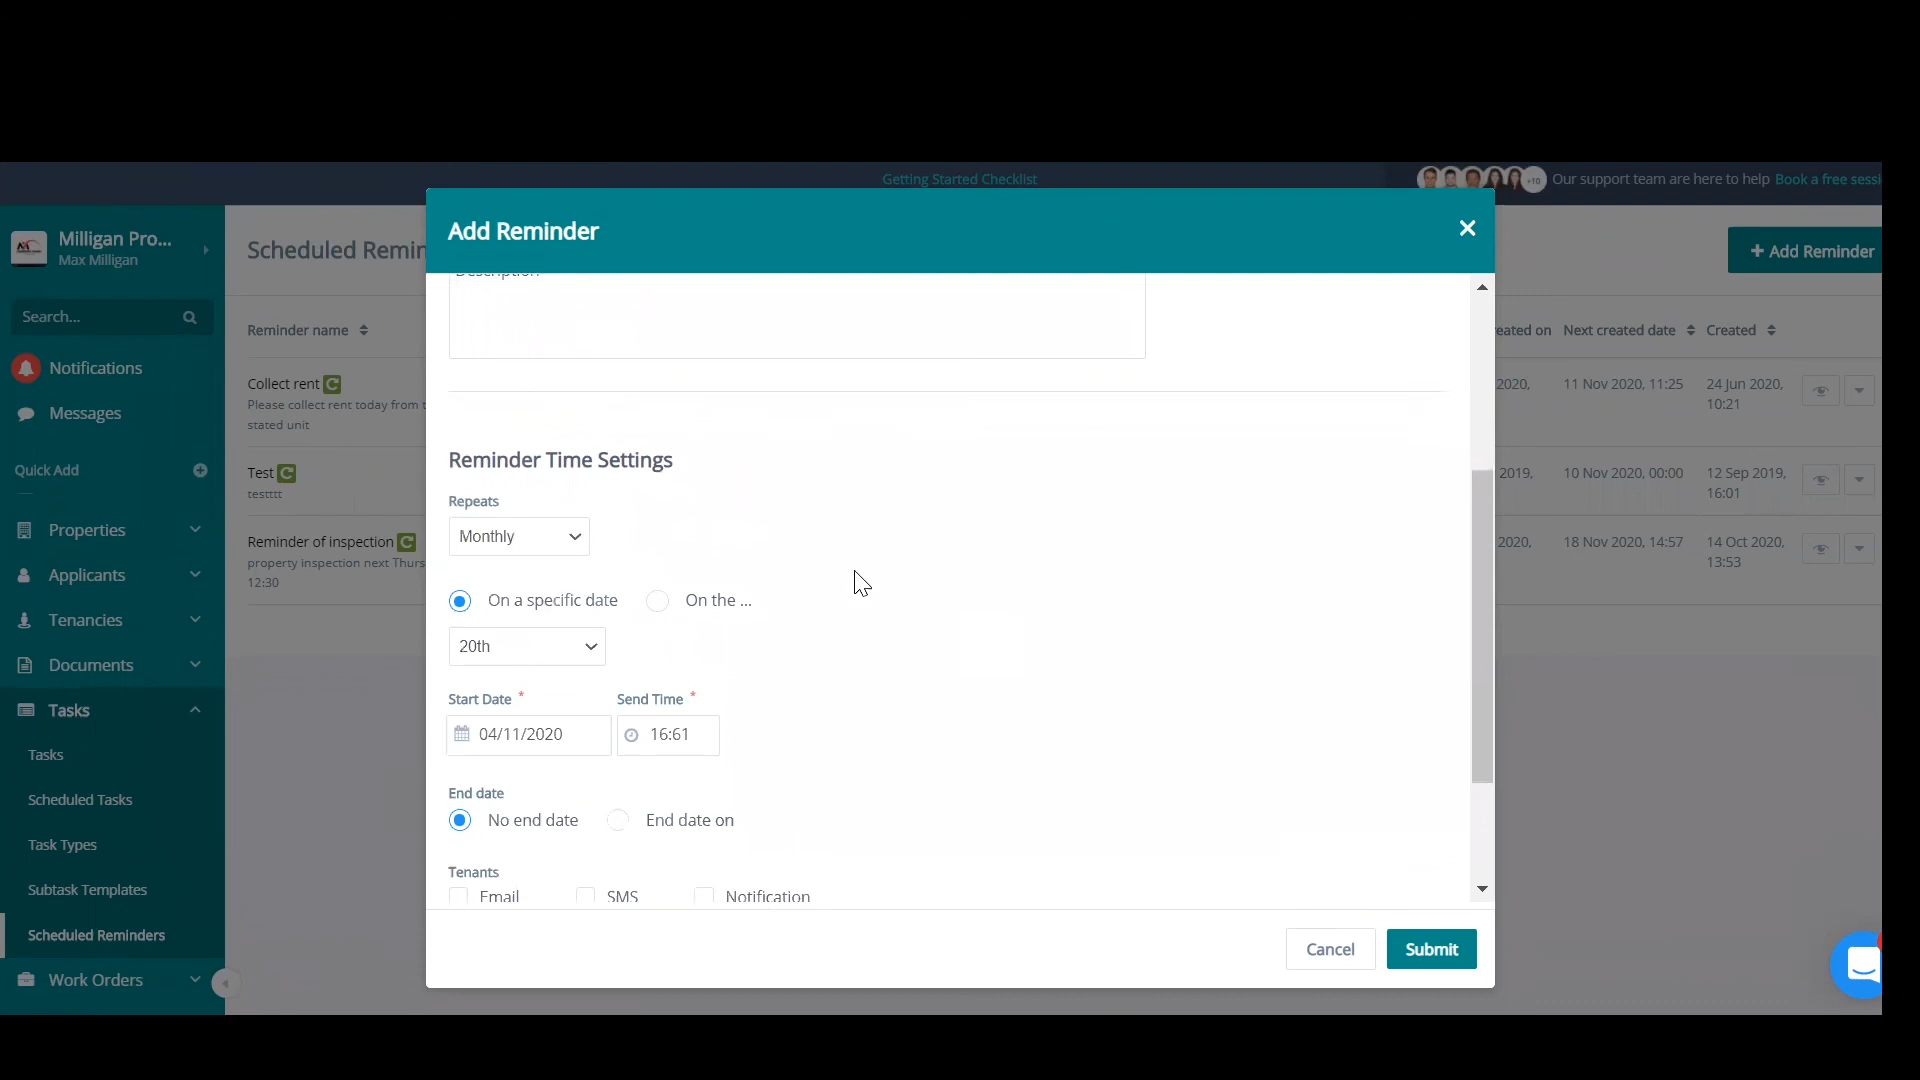 Getting Started Checklist
+10 Our support team are here to help Book a free sessi
Milligan Pro...
Max Milligan
Search...
Notifications
Messages
Quick Add
Properties
Applicants
Tenancies
Documents
Tasks
Tasks
Scheduled Tasks
Task Types
Subtask Templates
Scheduled Reminders
Work Orders
Scheduled Remin
+ Add Reminder
Reminder name
eated on Next created date Created
Collect rent
Please collect rent today from t
stated unit
2020, 11 Nov 2020, 11:25 24 Jun 2020,
10:21
Test
testttt
2019, 10 Nov 2020, 00:00 12 Sep 2019,
16:01
Reminder of inspection
property inspection next Thurs
12:30
2020, 18 Nov 2020, 14:57 14 Oct 2020,
13:53
Add Reminder
Description
Reminder Time Settings
Repeats
Monthly
On a specific date On the ...
20th
Start Date * Send Time *
04/11/2020 16:61
End date
No end date End date on
Tenants
Email SMS Notification
Cancel Submit